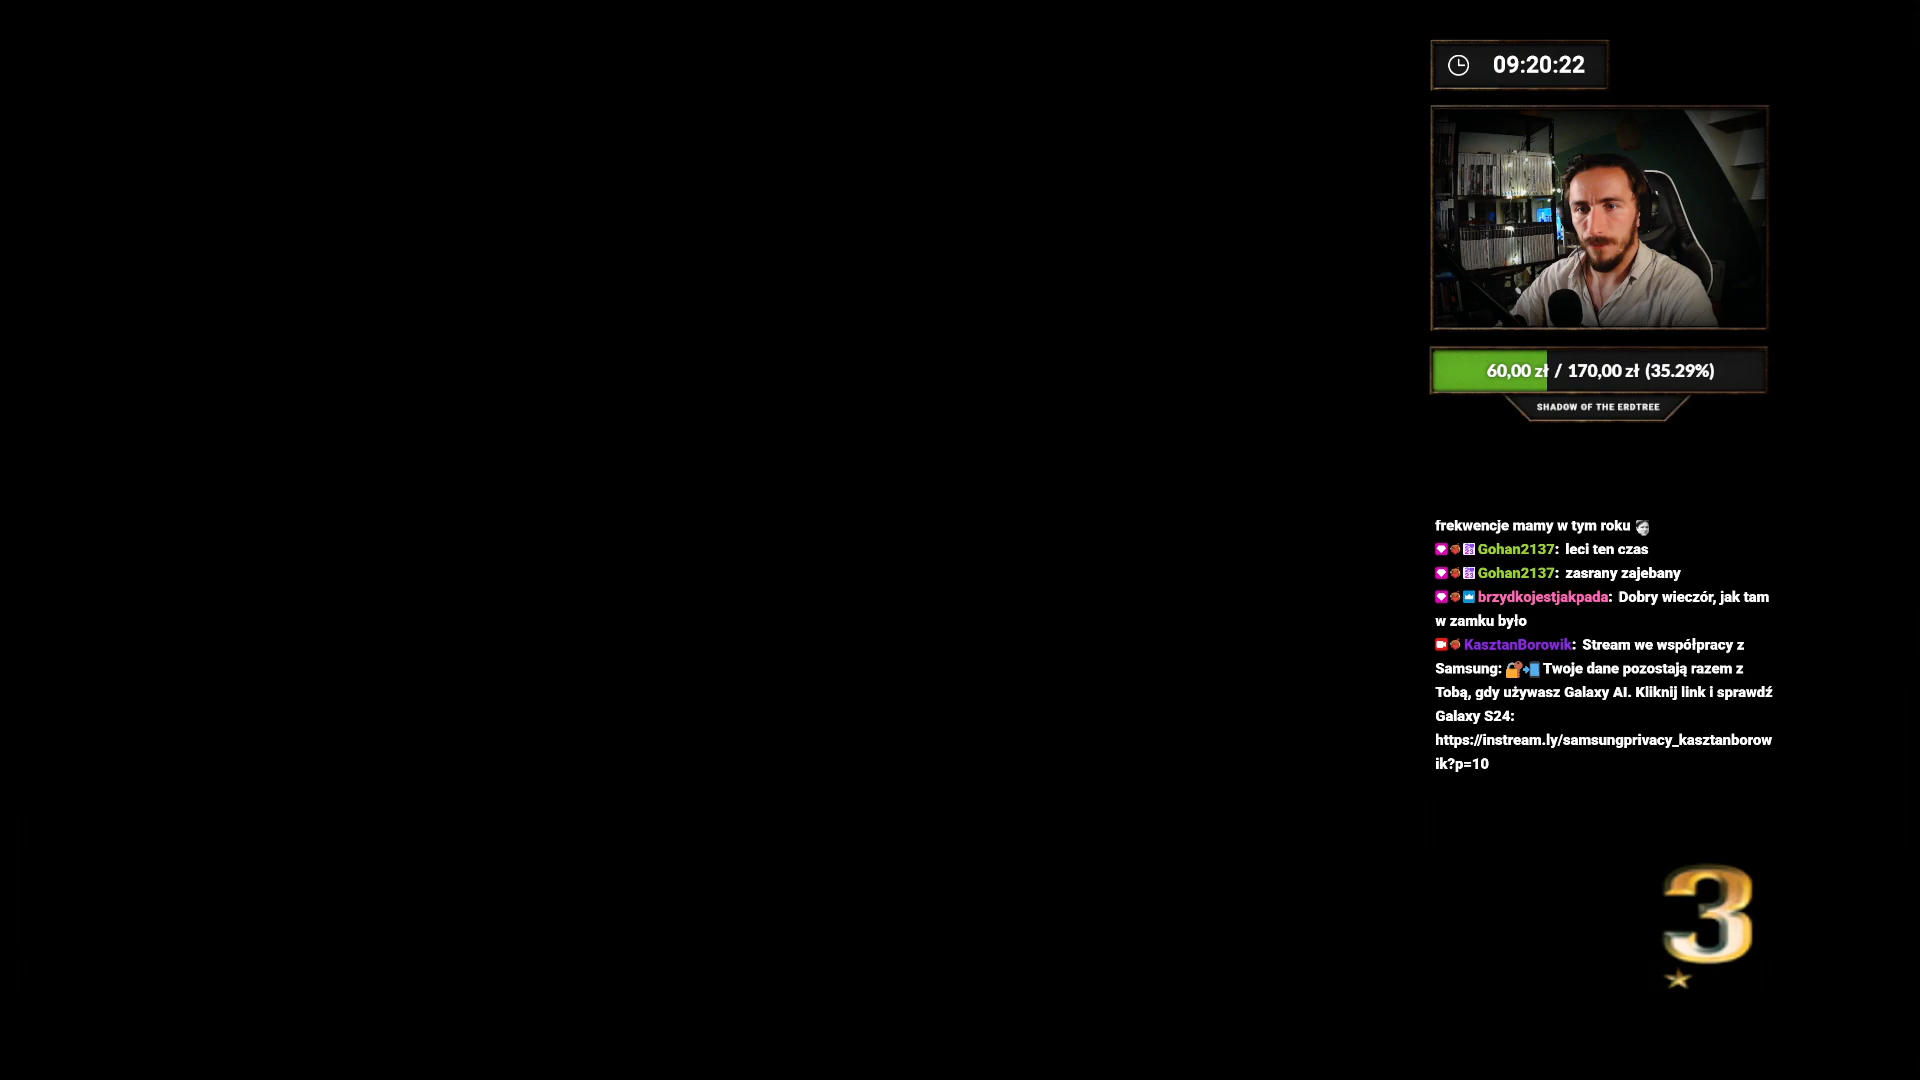 09:20:22
60,00 zł / 170,00 zł (35.29%)
SHADOW OF THE ERDTREE
frekwencje mamy w tym roku
Gohan2137: leci ten czas
Gohan2137: zasrany zajebany
brzydkojestjakpada: Dobry wieczór, jak tam
w zamku było
KasztanBorowik: Stream we współpracy z
Samsung: Twoje dane pozostają razem z
Tobą, gdy używasz Galaxy AI. Kliknij link i sprawdź
Galaxy S24:
https://instream.ly/samsungprivacy_kasztanborow
ik?p=10
3